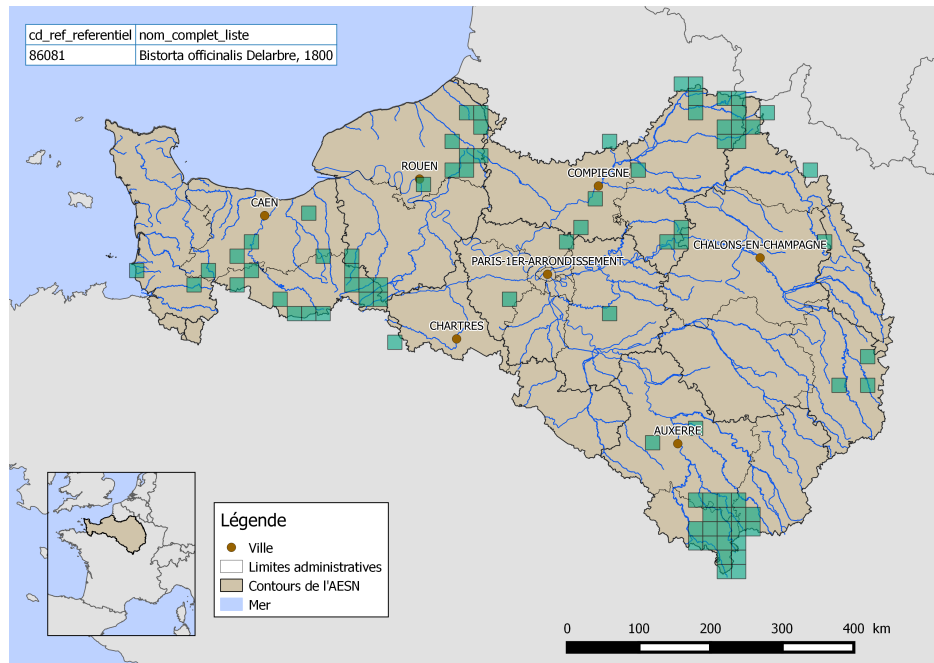 cd_ref_referentiel nom_complet_liste
86081 Bistorta officinalis Delarbre, 1800
ROUEN
COMPIEGNE
CAEN
CHALONS-EN-CHAMPAGNE
PARIS-1ER-ARRONDISSEMENT
CHARTRES
AUXERRE
Légende
Ville
Limites administratives
Contours de l'AESN
Mer
0 100 200 300 400 km